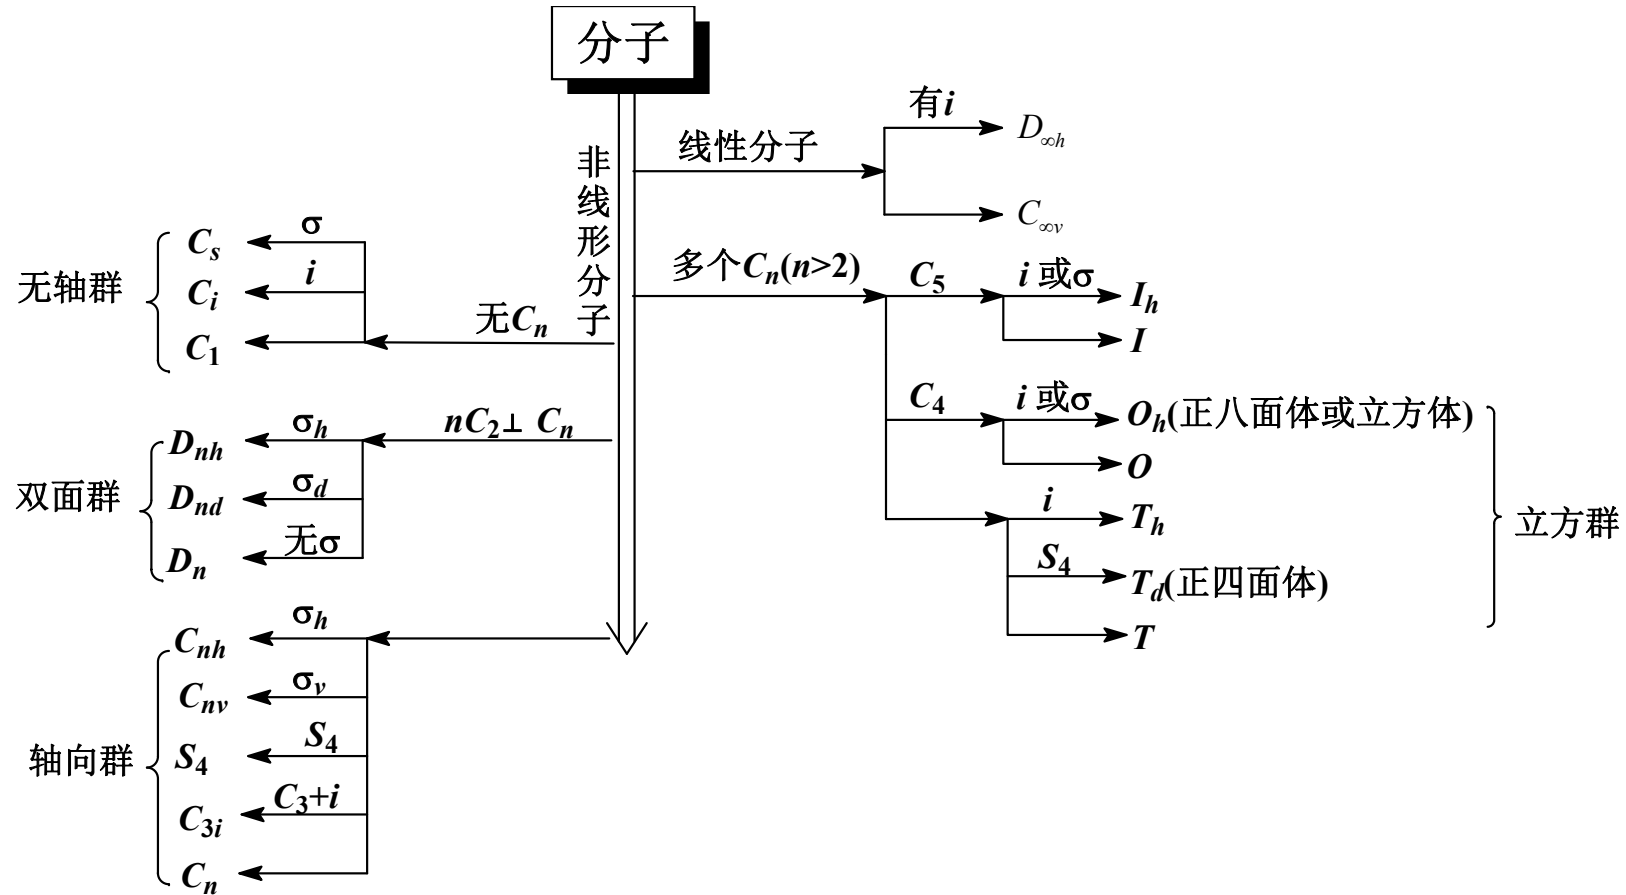 分子
非线形分子
线性分子
有i
D∞h
C∞v
多个Cn(n>2)
C5
i 或σ
Ih
I
C4
i 或σ
Oh(正八面体或立方体)
O
i
Th
S4
Td(正四面体)
T
立方群
无Cn
σ
Cs
i
Ci
C1
无轴群
nC2⊥ Cn
σh
Dnh
σd
Dnd
无σ
Dn
双面群
σh
Cnh
σv
Cnv
S4
S4
C3+i
C3i
Cn
轴向群